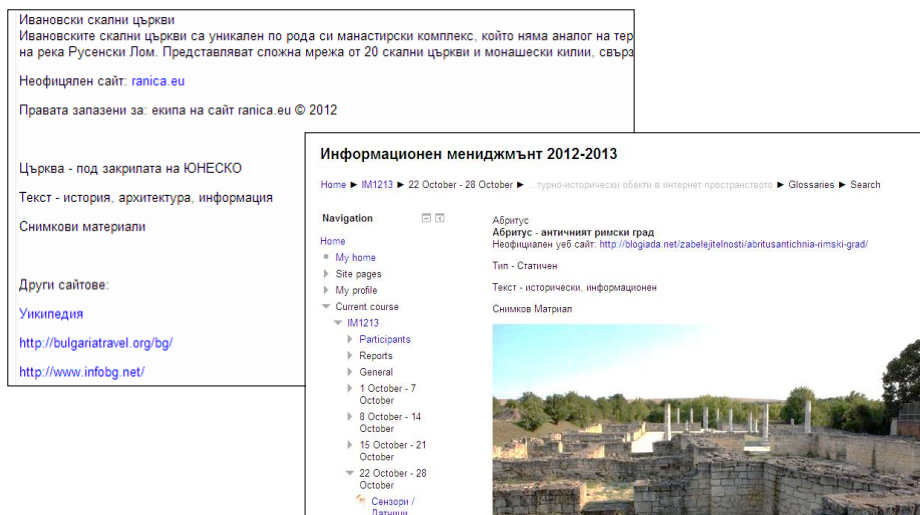 Ивановски скални църкви
Ивановските скални църкви са уникален по рода си манастирски комплекс, който няма аналог на тер
на река Русенски Лом. Представляват сложна мрежа от 20 скални църкви и монашески килии, свърз
Неофицялен сайт: ranica.eu
Правата запазени за: екипа на сайт ranica.eu © 2012
Църква - под закрилата на ЮНЕСКО
Текст - история, архитектура, информация
Снимкови материали
Други сайтове:
Уикипедия
http://bulgariatravel.org/bg/
http://www.infobg.net/
Информационен мениджмънт 2012-2013
Home ► IM1213 ► 22 October - 28 October ► ...турно-исторически обекти в интернет пространството ► Glossaries ► Search
Navigation
Home
My home
Site pages
My profile
Current course
IM1213
Participants
Reports
General
1 October - 7
October
8 October - 14
October
15 October - 21
October
22 October - 28
October
Сензори /
Датчици
Абритус
Абритус - античният римски град
Неофициален уеб сайт: http://blogiada.net/zabelejitelnosti/abritusantichnia-rimski-grad/
Тип - Статичен
Текст - исторически, информационен
Снимков Матриал